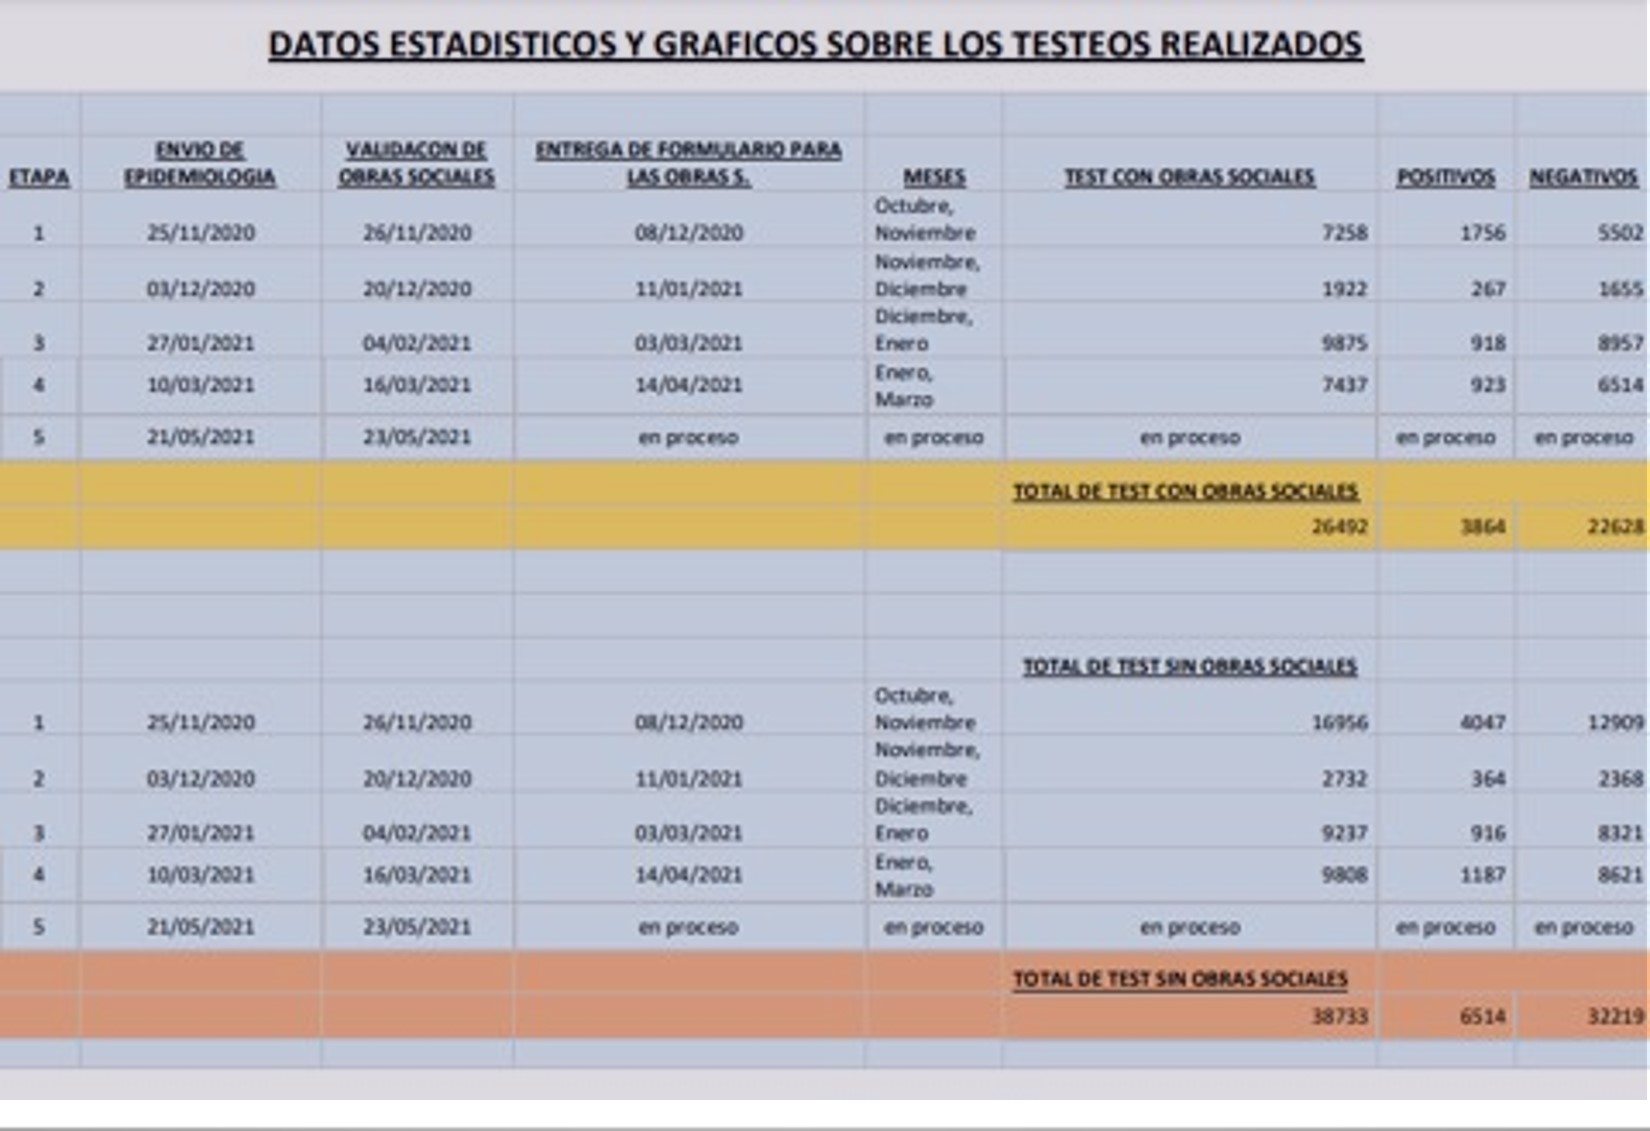 DATOS ESTADISTICOS Y GRAFICOS SOBRE LOS TESTEOS REALIZADOS
ETAPA ENVIO DE EPIDEMIOLOGIA VALIDACON DE OBRAS SOCIALES ENTREGA DE FORMULARIO PARA LAS OBRAS S. MESES TEST CON OBRAS SOCIALES POSITIVOS NEGATIVOS
1 25/11/2020 26/11/2020 08/12/2020 Octubre, Noviembre 7258 1756 5502
2 03/12/2020 20/12/2020 11/01/2021 Noviembre, Diciembre 1922 267 1655
3 27/01/2021 04/02/2021 03/03/2021 Diciembre, Enero 9875 918 8957
4 10/03/2021 16/03/2021 14/04/2021 Enero, Marzo 7437 923 6514
5 21/05/2021 23/05/2021 en proceso en proceso en proceso en proceso en proceso
TOTAL DE TEST CON OBRAS SOCIALES
26492 3864 22628
TOTAL DE TEST SIN OBRAS SOCIALES
1 25/11/2020 26/11/2020 08/12/2020 Octubre, Noviembre 16956 4047 12909
2 03/12/2020 20/12/2020 11/01/2021 Noviembre, Diciembre 2732 364 2368
3 27/01/2021 04/02/2021 03/03/2021 Diciembre, Enero 9237 916 8321
4 10/03/2021 16/03/2021 14/04/2021 Enero, Marzo 9808 1187 8621
5 21/05/2021 23/05/2021 en proceso en proceso en proceso en proceso en proceso
TOTAL DE TEST SIN OBRAS SOCIALES
38733 6514 32219